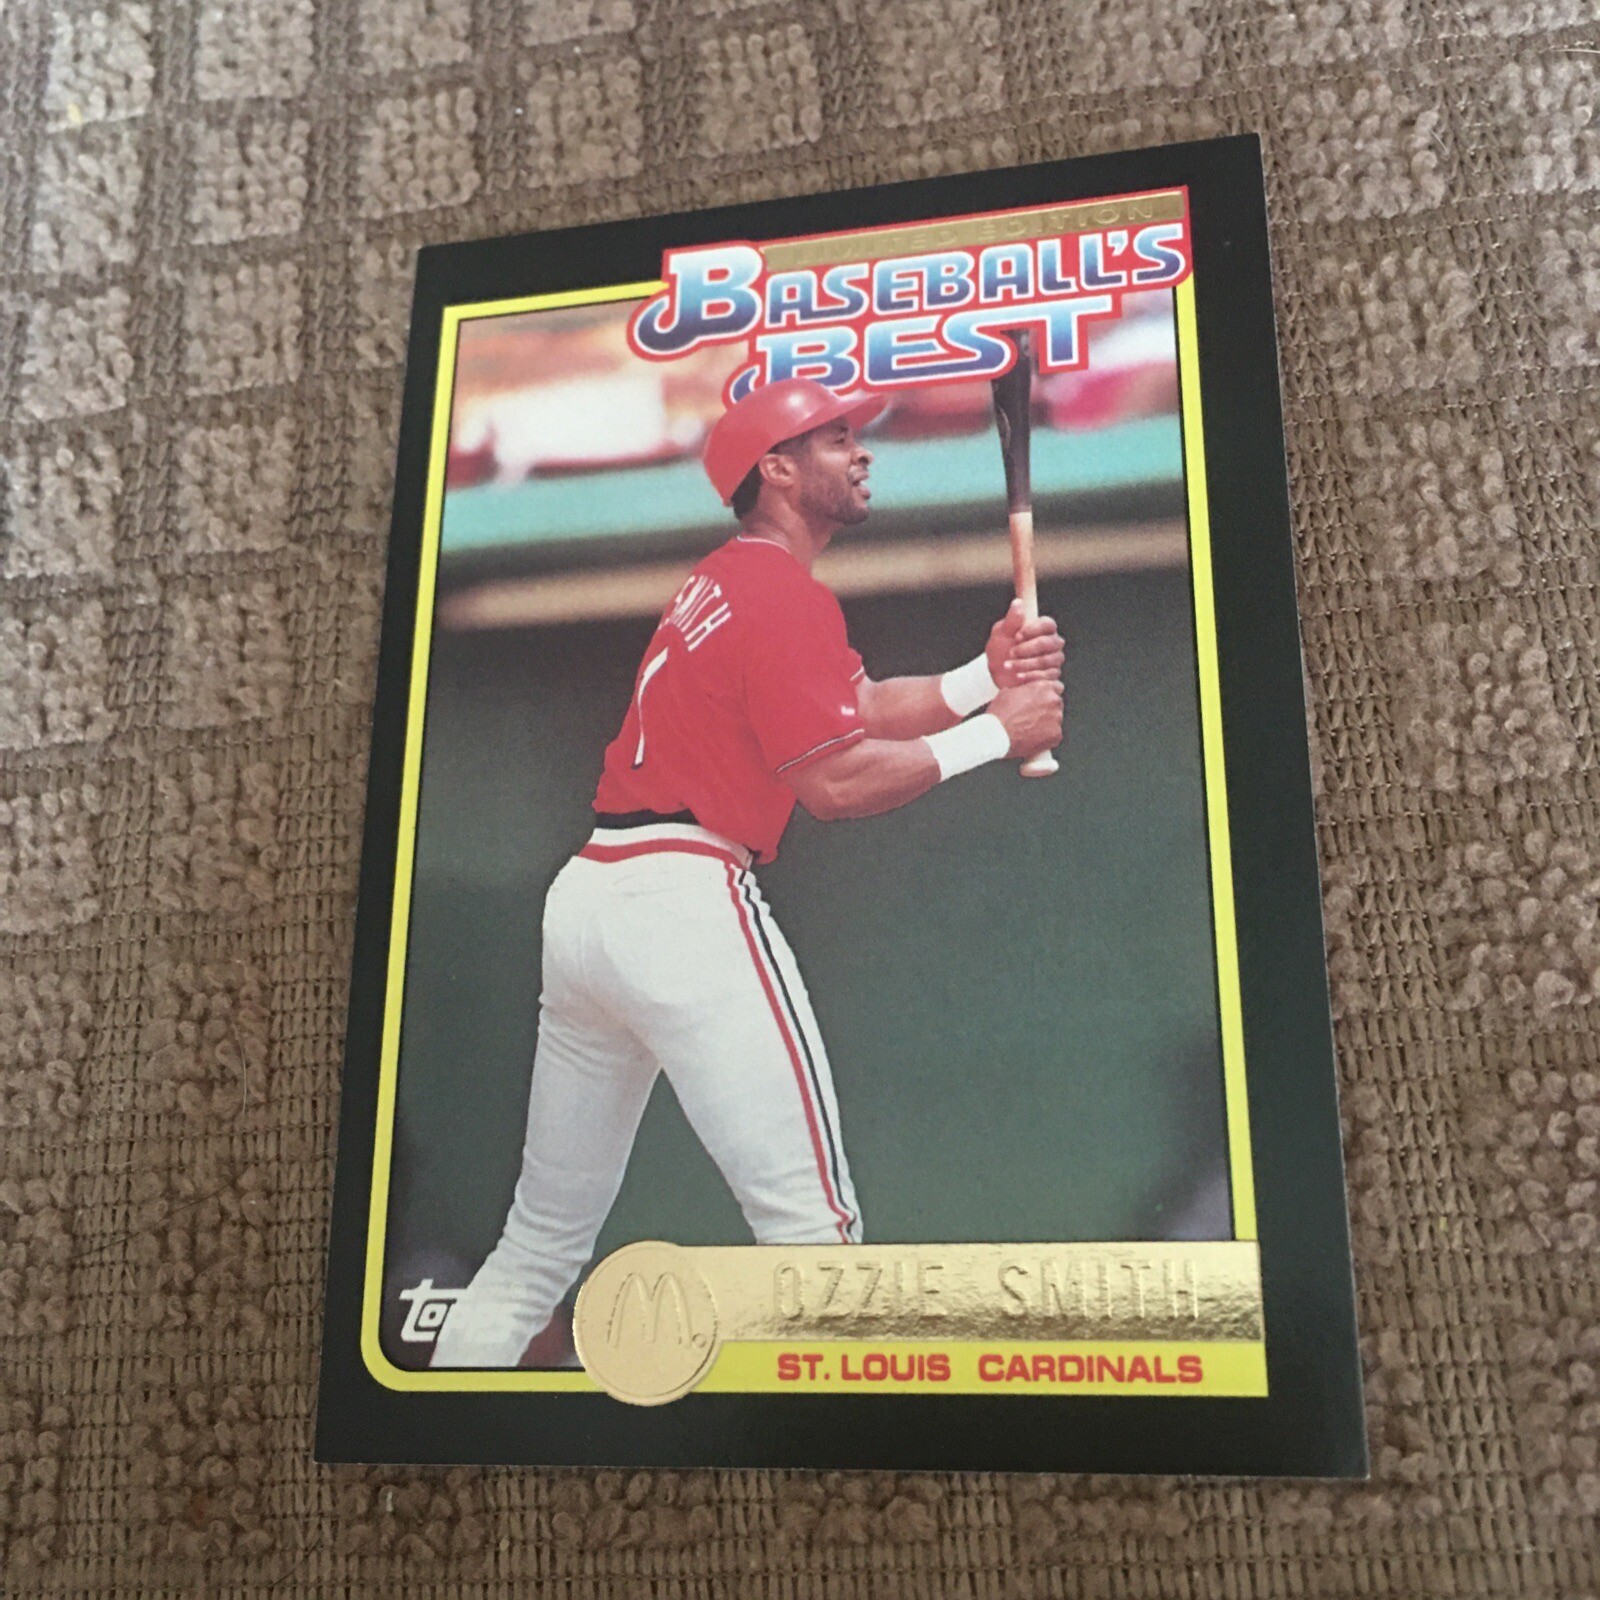 LIMITED EDITION
BASEBALL'S
BEST
SMITH
1
topps
M
OZZIE SMITH
ST. LOUIS CARDINALS